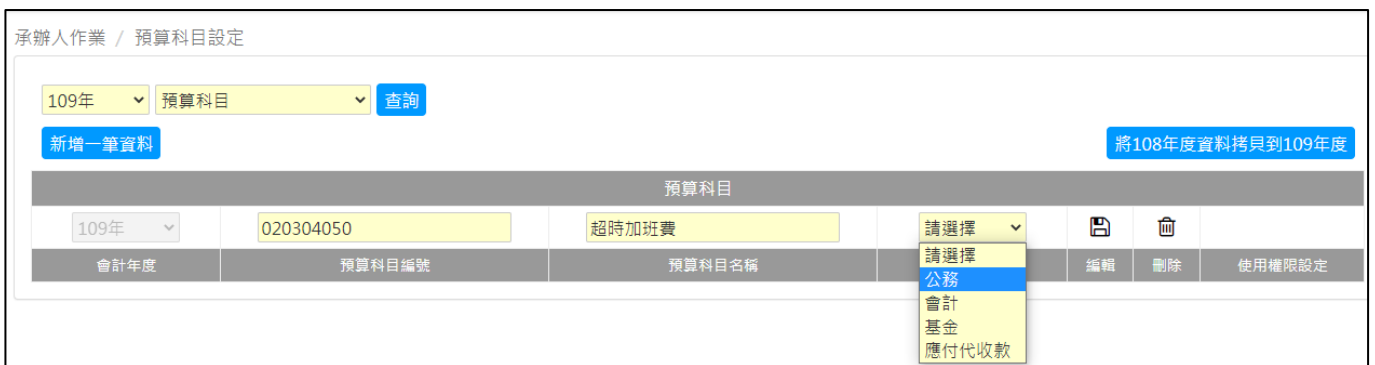 承辦人作業 / 預算科目設定
109年 預算科目 查詢
新增一筆資料 將108年度資料拷貝到109年度
預算科目
109年 020304050 超時加班費 請選擇
請選擇
會計年度 預算科目編號 預算科目名稱 編輯 刪除 使用權限設定
公務
會計
基金
應付代收款